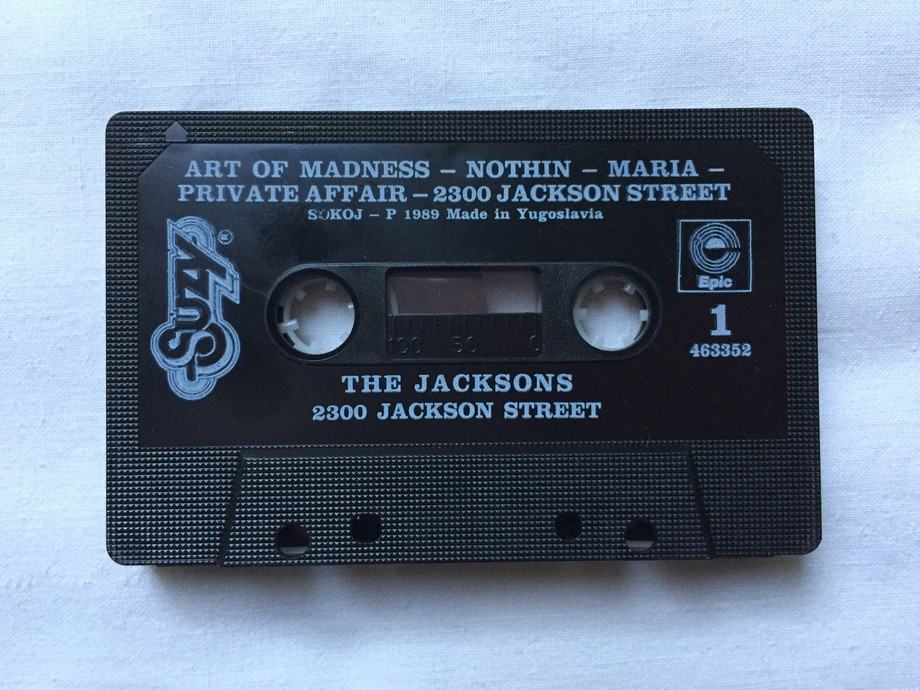 ART OF MADNESS – NOTHIN – MARIA –
PRIVATE AFFAIR – 2300 JACKSON STREET
SOKOJ – P 1989 Made in Yugoslavia
SUZY ®
Epic
1
463352
100 50 0
THE JACKSONS
2300 JACKSON STREET